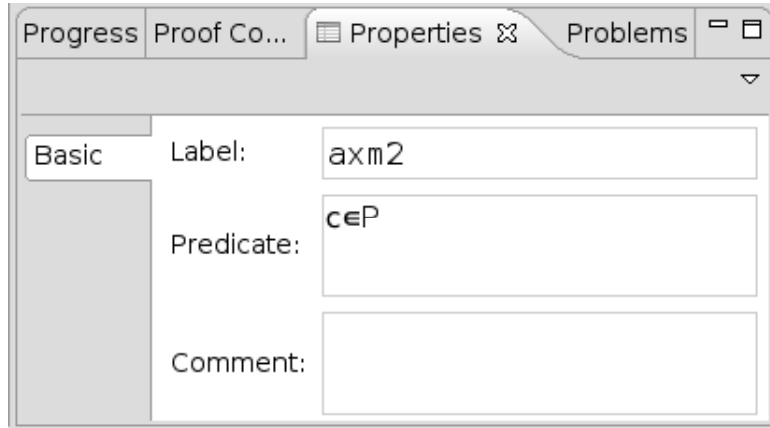 Progress Proof Co... Properties Problems
Basic
Label: axm2
Predicate: c∈P
Comment: